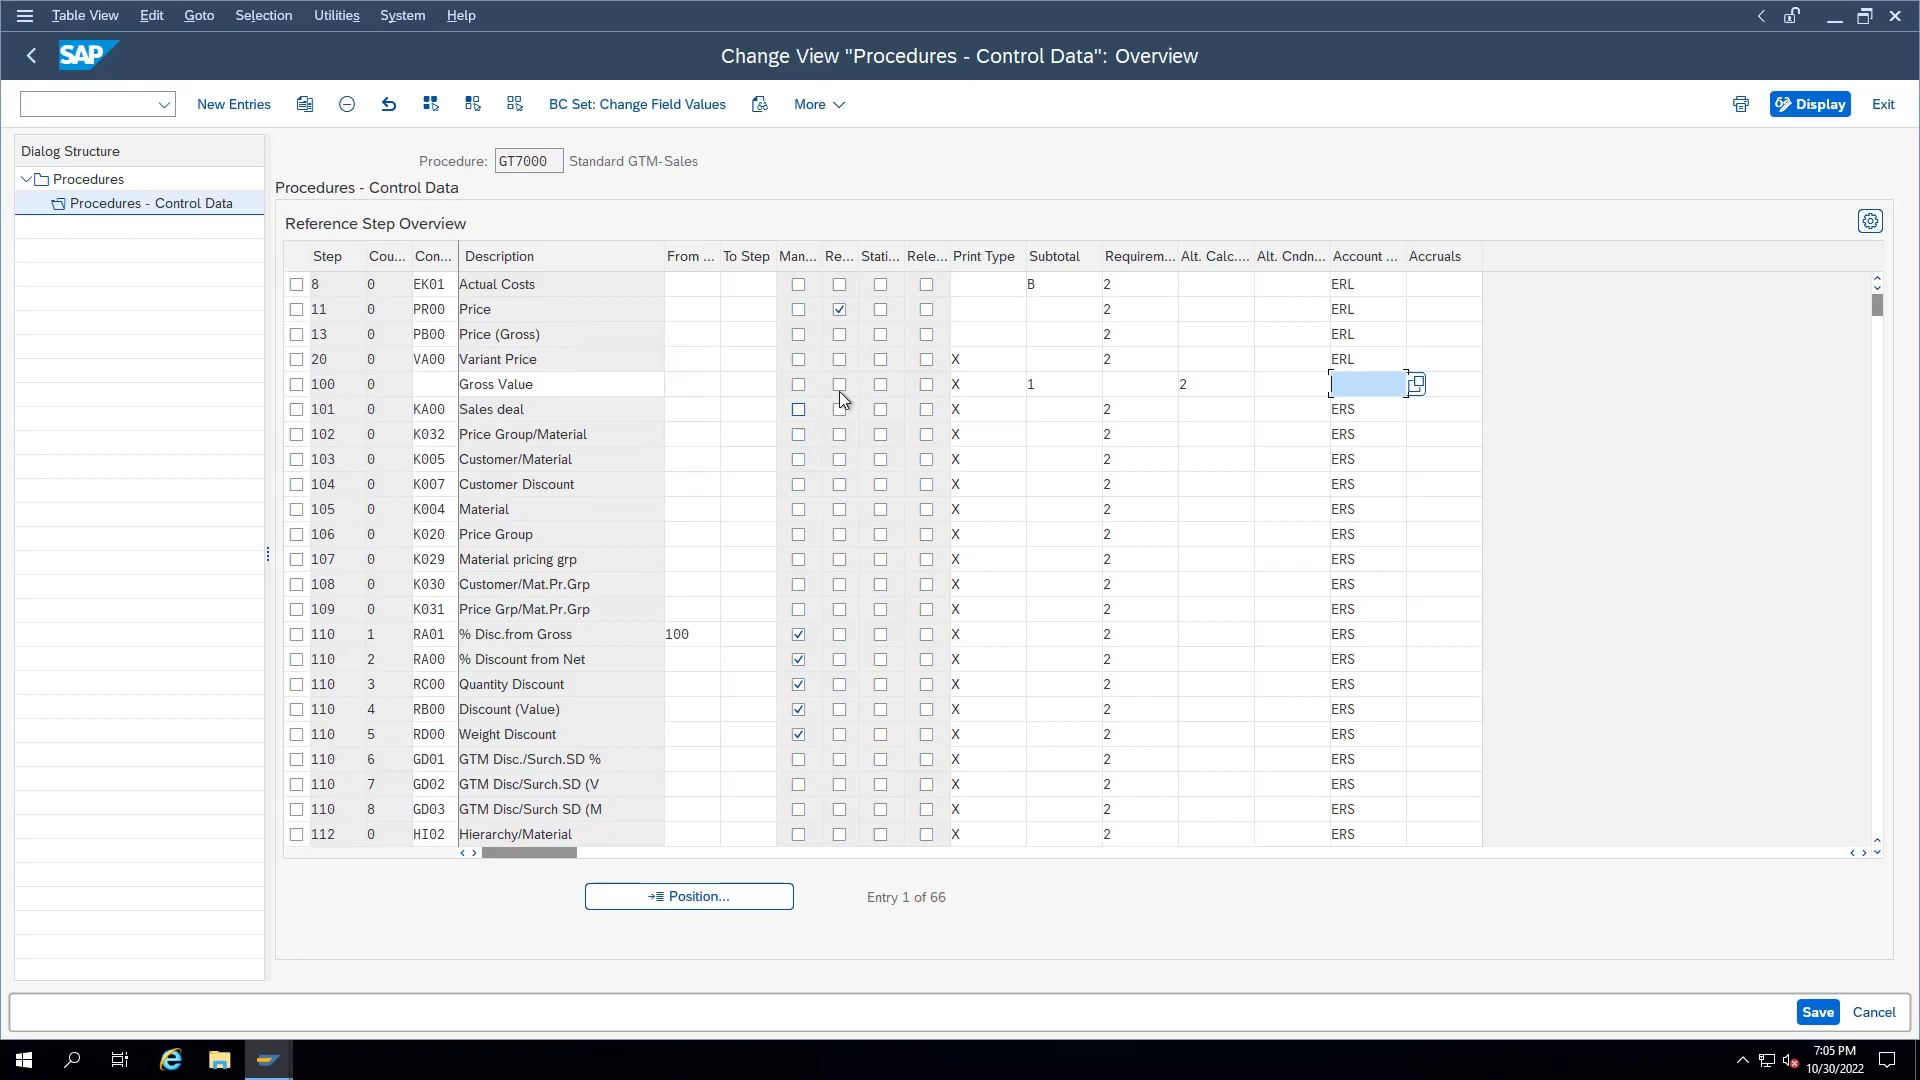 Table View Edit Goto Selection Utilities System Help
SAP Change View "Procedures - Control Data": Overview
New Entries BC Set: Change Field Values More Display Exit
Dialog Structure
Procedures
Procedures - Control Data
Procedure: GT7000 Standard GTM-Sales
Procedures - Control Data
Reference Step Overview
Step Cou... Con... Description From ... To Step Man... Re... Stati... Rele... Print Type Subtotal Requirem... Alt. Calc.... Alt. Cndn... Account ... Accruals
8 0 EK01 Actual Costs B 2 ERL
11 0 PR00 Price 2 ERL
13 0 PB00 Price (Gross) 2 ERL
20 0 VA00 Variant Price X 2 ERL
100 0 Gross Value X 1 2
101 0 KA00 Sales deal X 2 ERS
102 0 K032 Price Group/Material X 2 ERS
103 0 K005 Customer/Material X 2 ERS
104 0 K007 Customer Discount X 2 ERS
105 0 K004 Material X 2 ERS
106 0 K020 Price Group X 2 ERS
107 0 K029 Material pricing grp X 2 ERS
108 0 K030 Customer/Mat.Pr.Grp X 2 ERS
109 0 K031 Price Grp/Mat.Pr.Grp X 2 ERS
110 1 RA01 % Disc.from Gross 100 X 2 ERS
110 2 RA00 % Discount from Net X 2 ERS
110 3 RC00 Quantity Discount X 2 ERS
110 4 RB00 Discount (Value) X 2 ERS
110 5 RD00 Weight Discount X 2 ERS
110 6 GD01 GTM Disc./Surch.SD % X 2 ERS
110 7 GD02 GTM Disc/Surch.SD (V X 2 ERS
110 8 GD03 GTM Disc/Surch SD (M X 2 ERS
112 0 HI02 Hierarchy/Material X 2 ERS
Position... Entry 1 of 66
Save Cancel
7:05 PM
10/30/2022